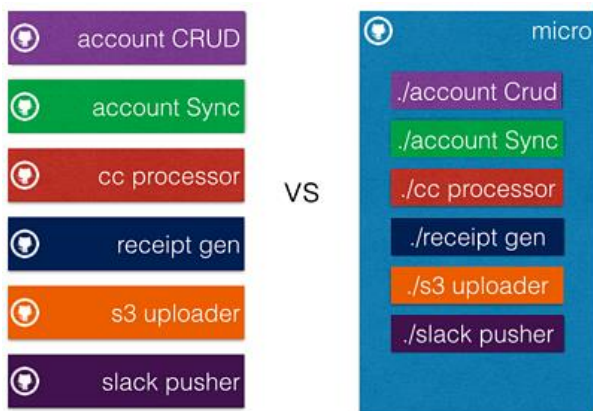 account CRUD
account Sync
cc processor
receipt gen
s3 uploader
slack pusher
VS
micro
./account Crud
./account Sync
./cc processor
./receipt gen
./s3 uploader
./slack pusher